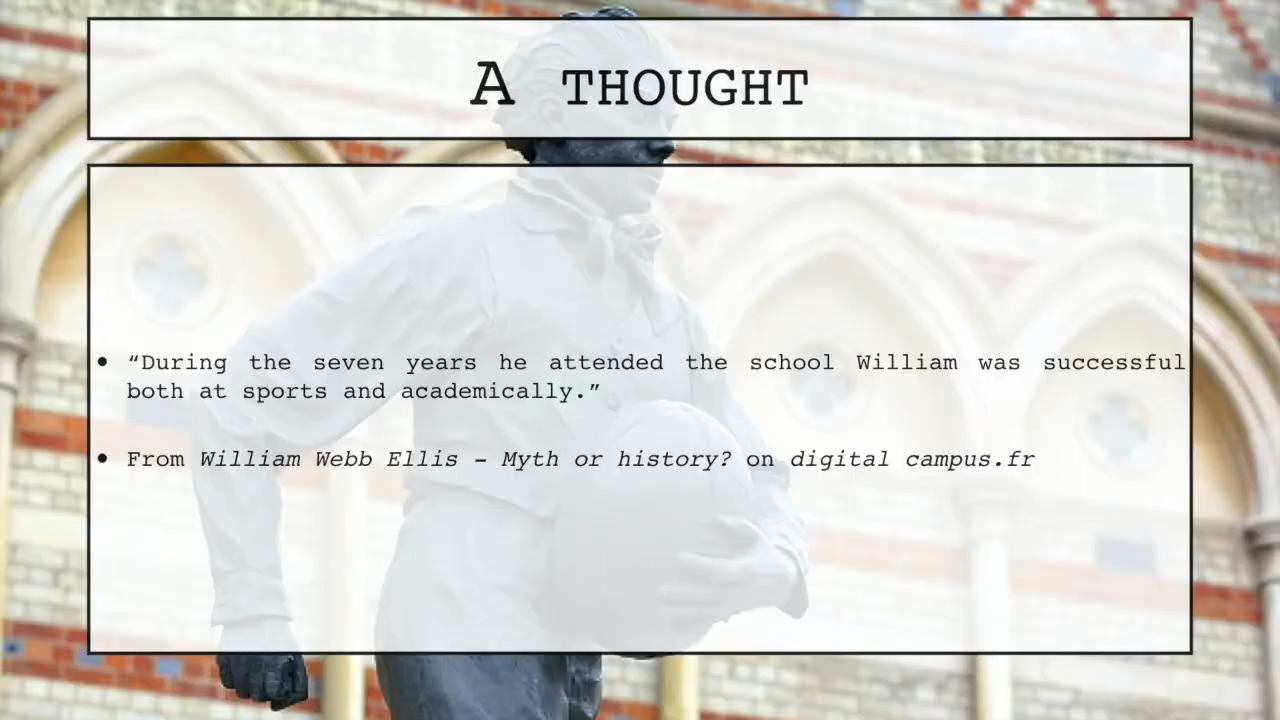 A THOUGHT
• “During the seven years he attended the school William was successful
both at sports and academically.”
• From William Webb Ellis – Myth or history? on digital campus.fr